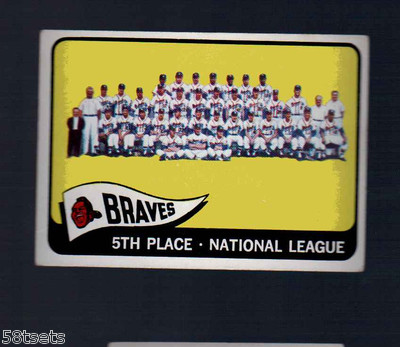 BRAVES
5TH PLACE · NATIONAL LEAGUE
58tsets